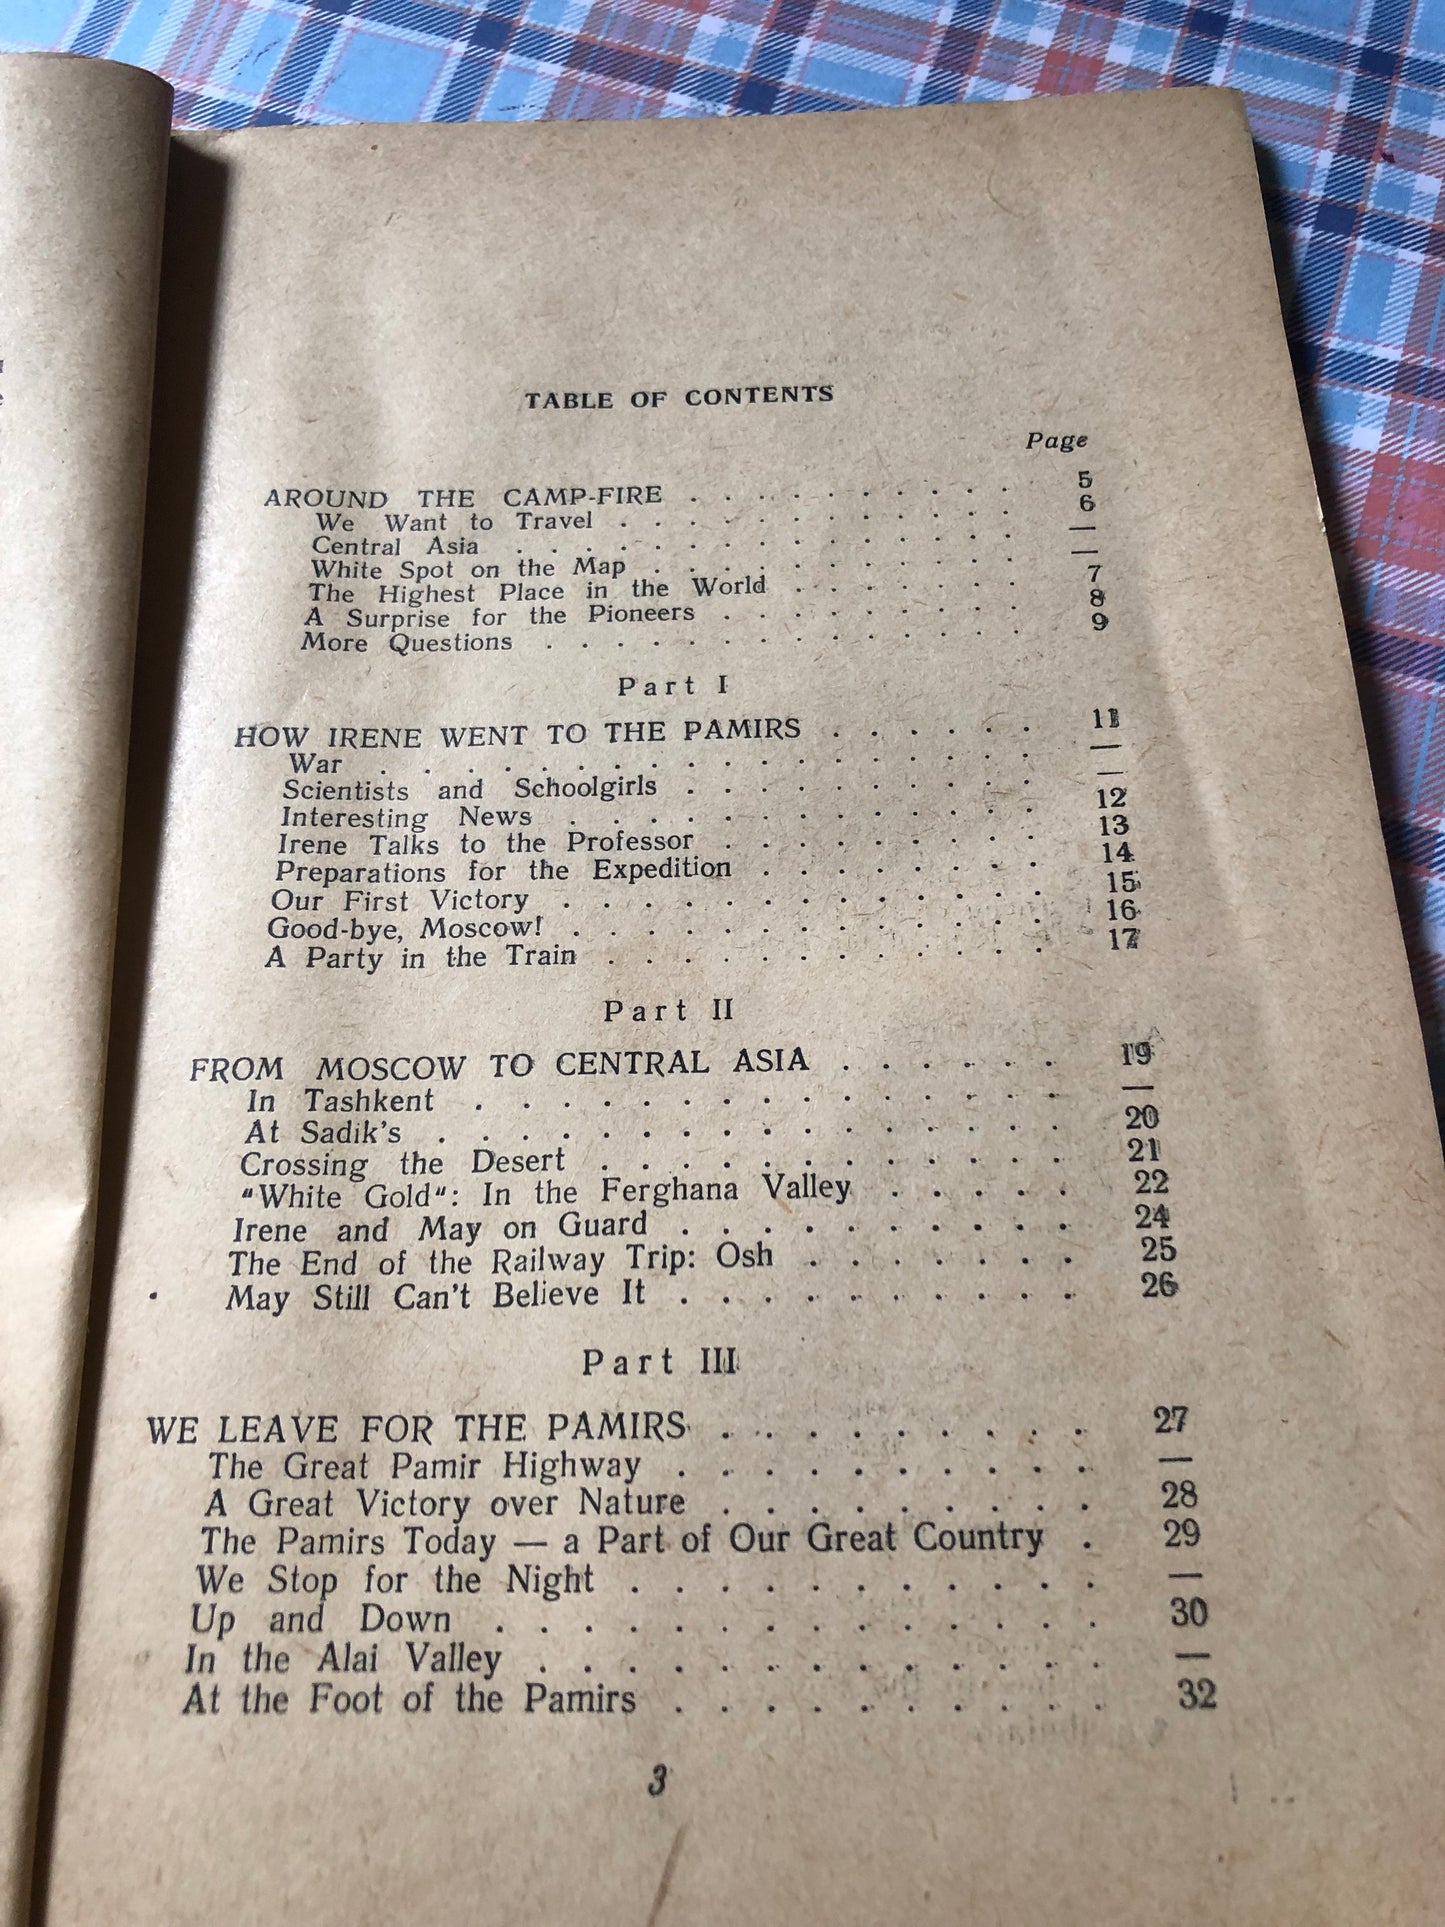 TABLE OF CONTENTS
Page
AROUND THE CAMP-FIRE . . . . . . . . . . 5
We Want to Travel . . . . . . . . . . . . 6
Central Asia . . . . . . . . . . . . . . —
White Spot on the Map . . . . . . . . . . . —
The Highest Place in the World . . . . . . . 7
A Surprise for the Pioneers . . . . . . . . . 8
More Questions . . . . . . . . . . . . . . 9
Part I
HOW IRENE WENT TO THE PAMIRS . . . . . . 11
War . . . . . . . . . . . . . . . . . —
Scientists and Schoolgirls . . . . . . . . . . —
Interesting News . . . . . . . . . . . . . 12
Irene Talks to the Professor . . . . . . . . . 13
Preparations for the Expedition . . . . . . . . 14
Our First Victory . . . . . . . . . . . . . 15
Good-bye, Moscow! . . . . . . . . . . . . . 16
A Party in the Train . . . . . . . . . . . . 17
Part II
FROM MOSCOW TO CENTRAL ASIA . . . . . . 19
In Tashkent . . . . . . . . . . . . . . . —
At Sadik's . . . . . . . . . . . . . . . . 20
Crossing the Desert . . . . . . . . . . . . 21
"White Gold": In the Ferghana Valley . . . . . 22
Irene and May on Guard . . . . . . . . . . 24
The End of the Railway Trip: Osh . . . . . . . 25
May Still Can't Believe It . . . . . . . . . . 26
Part III
WE LEAVE FOR THE PAMIRS . . . . . . . . . 27
The Great Pamir Highway . . . . . . . . . . —
A Great Victory over Nature . . . . . . . . . 28
The Pamirs Today — a Part of Our Great Country . 29
We Stop for the Night . . . . . . . . . . . —
Up and Down . . . . . . . . . . . . . . 30
In the Alai Valley . . . . . . . . . . . . . —
At the Foot of the Pamirs . . . . . . . . . . 32
3